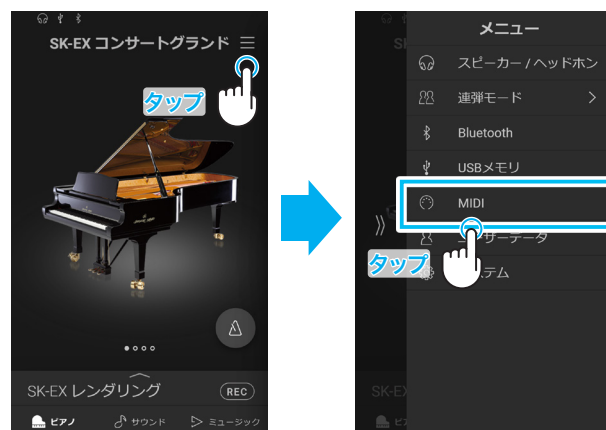 SK-EX コンサートグランド
タップ
SK-EX レンダリング
REC
ピアノ
サウンド
ミュージック
メニュー
スピーカー / ヘッドホン
連弾モード
Bluetooth
USBメモリ
MIDI
ユーザーデータ
タップ
テム
SK-EX